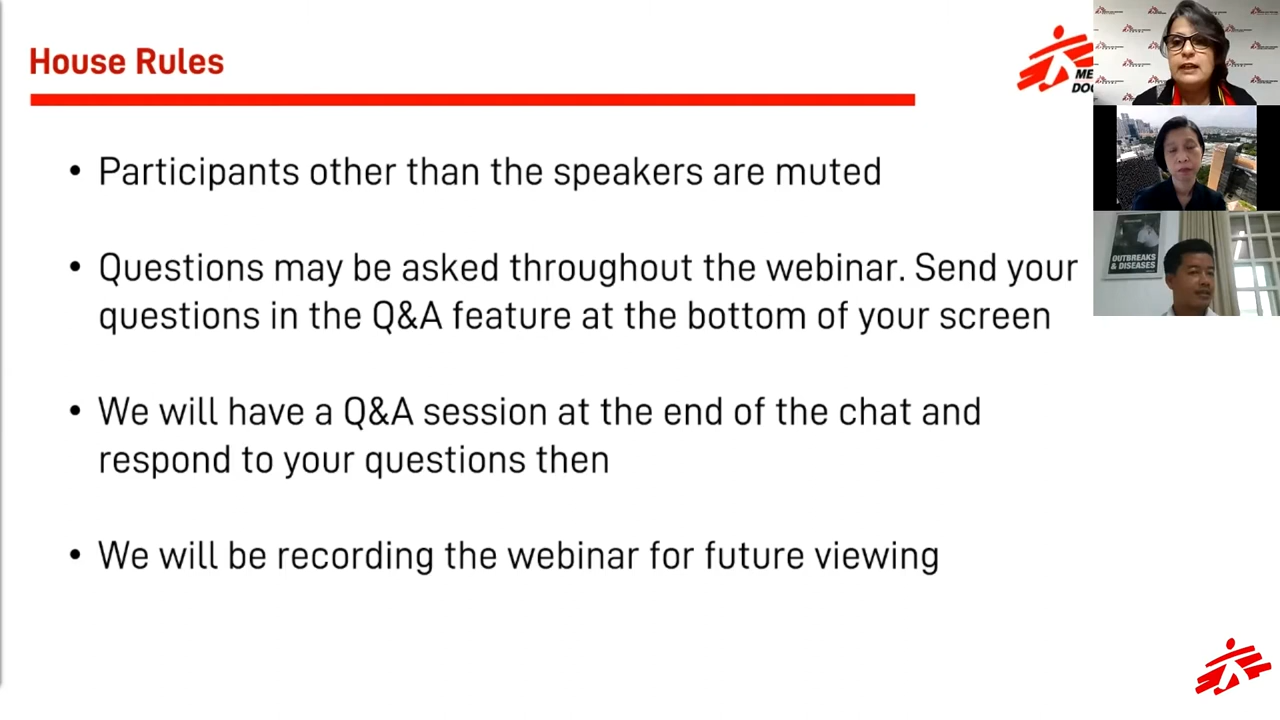 House Rules
• Participants other than the speakers are muted
• Questions may be asked throughout the webinar. Send your
questions in the Q&A feature at the bottom of your screen
• We will have a Q&A session at the end of the chat and
respond to your questions then
• We will be recording the webinar for future viewing
OUTBREAKS
& DISEASES